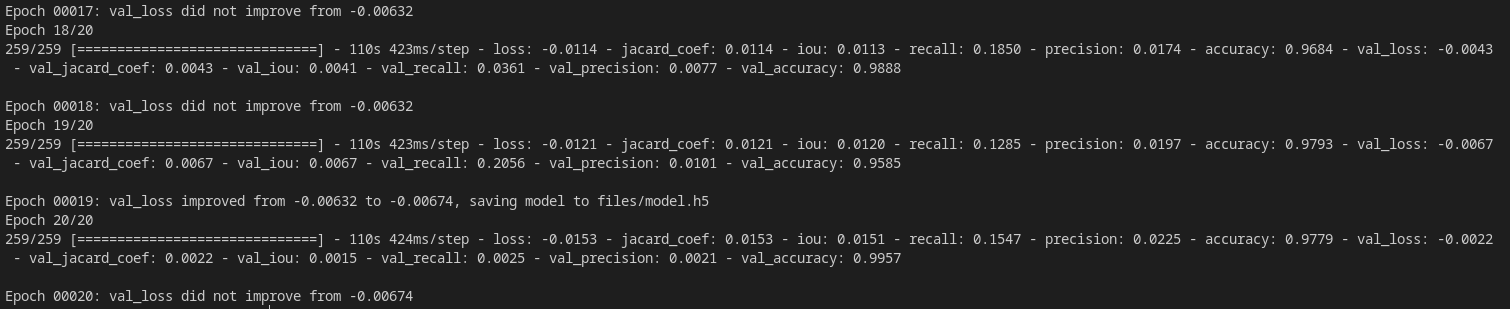 Epoch 00017: val_loss did not improve from -0.00632
Epoch 18/20
259/259 [==============================] - 110s 423ms/step - loss: -0.0114 - jacard_coef: 0.0114 - iou: 0.0113 - recall: 0.1850 - precision: 0.0174 - accuracy: 0.9684 - val_loss: -0.0043
- val_jacard_coef: 0.0043 - val_iou: 0.0041 - val_recall: 0.0361 - val_precision: 0.0077 - val_accuracy: 0.9888
Epoch 00018: val_loss did not improve from -0.00632
Epoch 19/20
259/259 [==============================] - 110s 423ms/step - loss: -0.0121 - jacard_coef: 0.0121 - iou: 0.0120 - recall: 0.1285 - precision: 0.0197 - accuracy: 0.9793 - val_loss: -0.0067
- val_jacard_coef: 0.0067 - val_iou: 0.0067 - val_recall: 0.2056 - val_precision: 0.0101 - val_accuracy: 0.9585
Epoch 00019: val_loss improved from -0.00632 to -0.00674, saving model to files/model.h5
Epoch 20/20
259/259 [==============================] - 110s 424ms/step - loss: -0.0153 - jacard_coef: 0.0153 - iou: 0.0151 - recall: 0.1547 - precision: 0.0225 - accuracy: 0.9779 - val_loss: -0.0022
- val_jacard_coef: 0.0022 - val_iou: 0.0015 - val_recall: 0.0025 - val_precision: 0.0021 - val_accuracy: 0.9957
Epoch 00020: val_loss did not improve from -0.00674